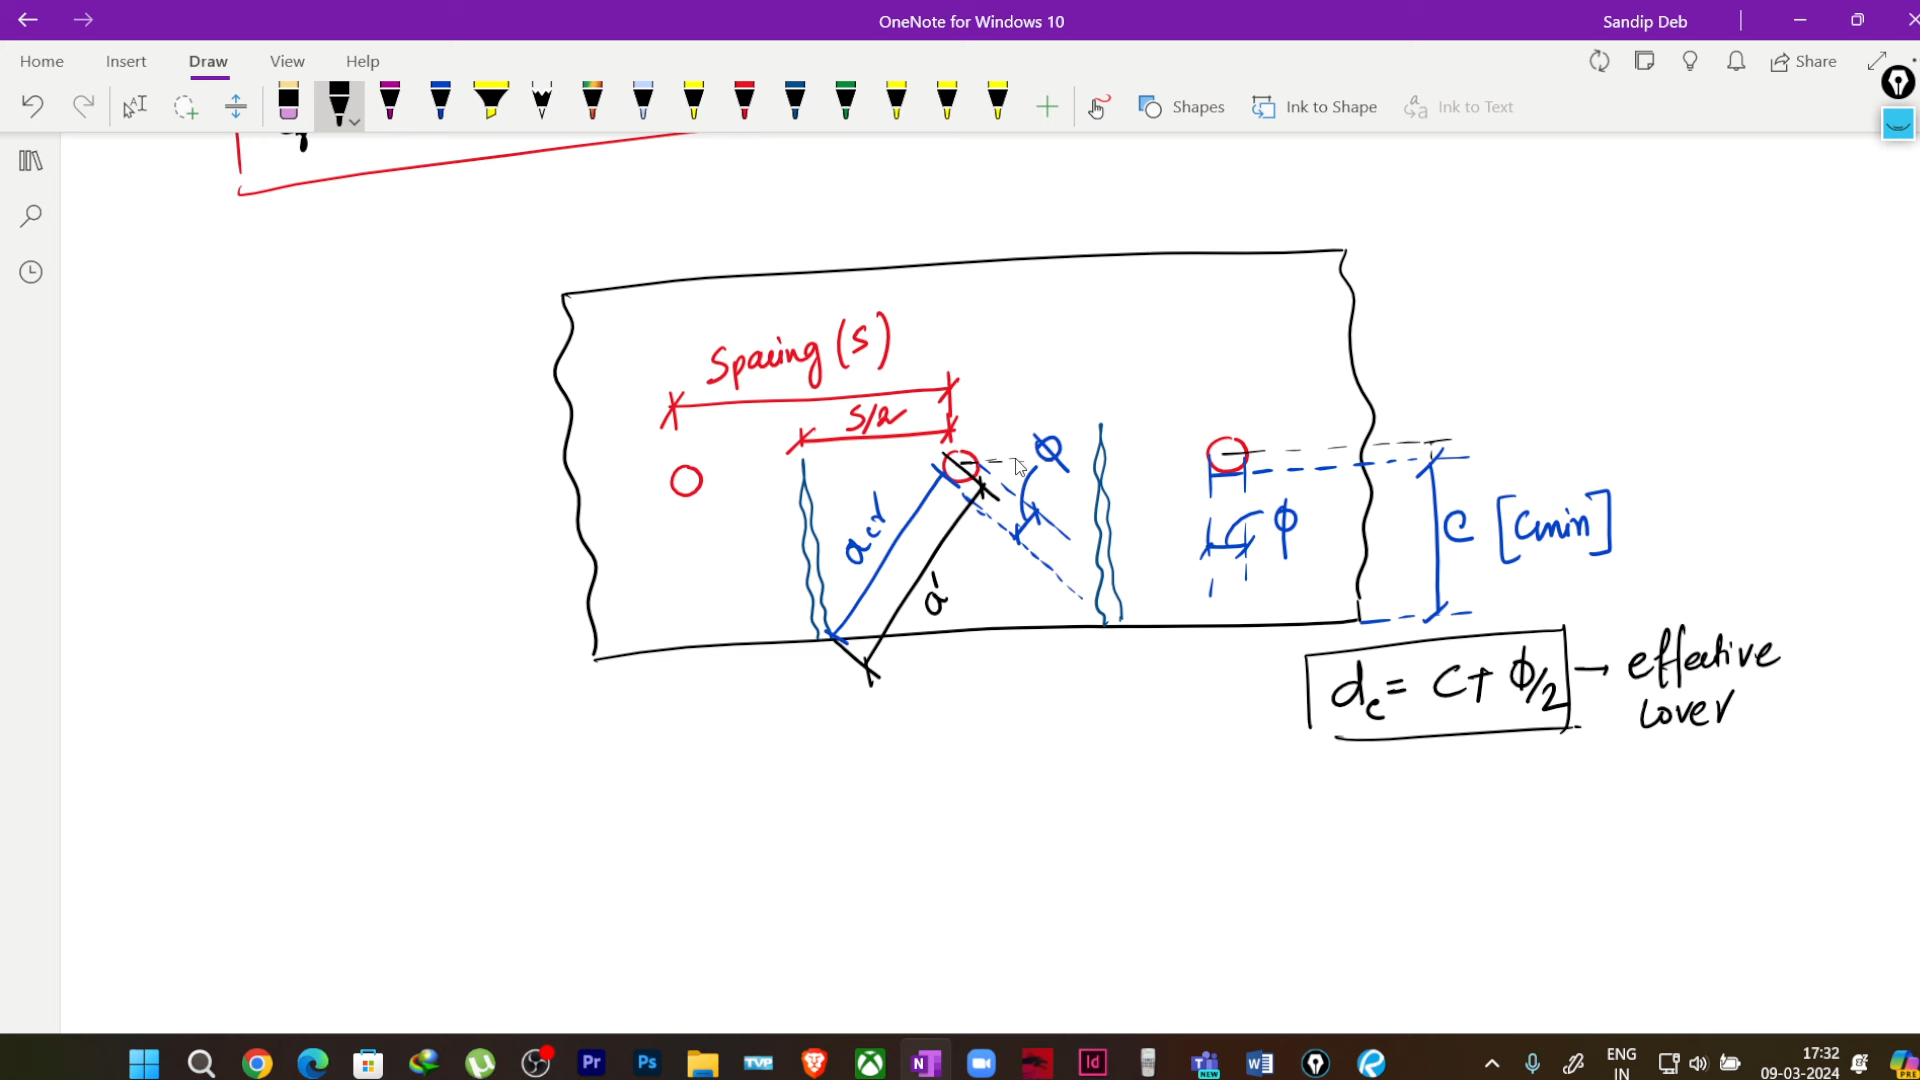 OneNote for Windows 10
Sandip Deb
Home Insert Draw View Help
Share
Shapes
Ink to Shape
Ink to Text
Spacing (S)
S/2
ϕ
acr
a'
ϕ
C [Cmin]
dc = C + ϕ/2 → effective
cover
ENG
IN
17:32
09-03-2024